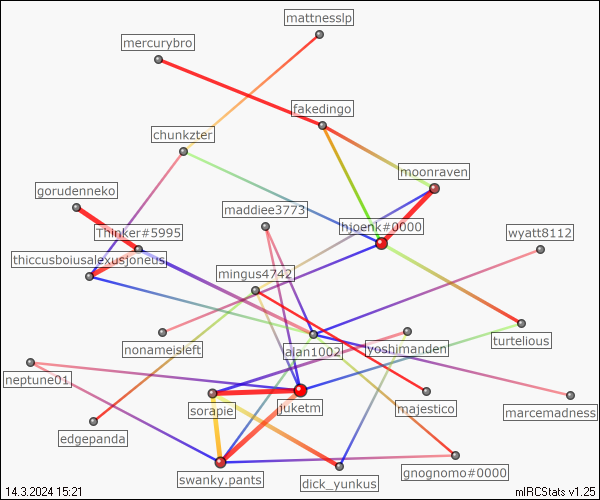 mattnesslp
mercurybro
fakedingo
chunkzter
moonraven
gorudenneko
maddiee3773
hjoenk#0000
Thinker#5995
wyatt8112
thiccusboiusalexusjoneus
mingus4742
turtelious
nonameisleft
alan1002
yoshimanden
neptune01
sorapie
juketm
majestico
marcemadness
edgepanda
swanky.pants
dick_yunkus
gnognomo#0000
14.3.2024 15:21
mIRCStats v1.25